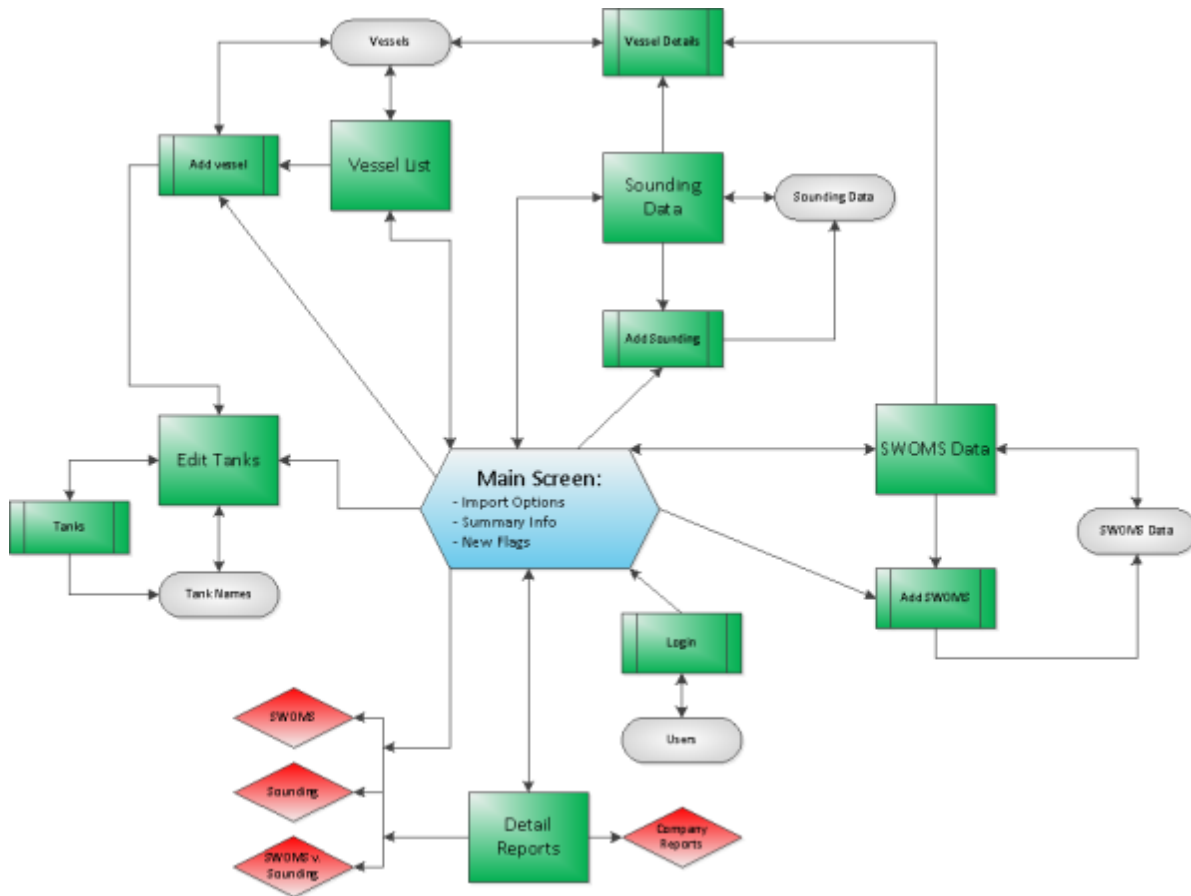 Vessels
Vessel Details
Add vessel
Vessel List
Sounding
Data
Sounding Data
Add Sounding
Edit Tanks
SWOMS Data
Main Screen:
- Import Options
- Summary Info
- New Flags
Tanks
SWOMS Data
Tank Names
Add SWOMS
Login
SWOMS
Users
Sounding
Detail
Reports
Company
Reports
SWOMS v.
Sounding